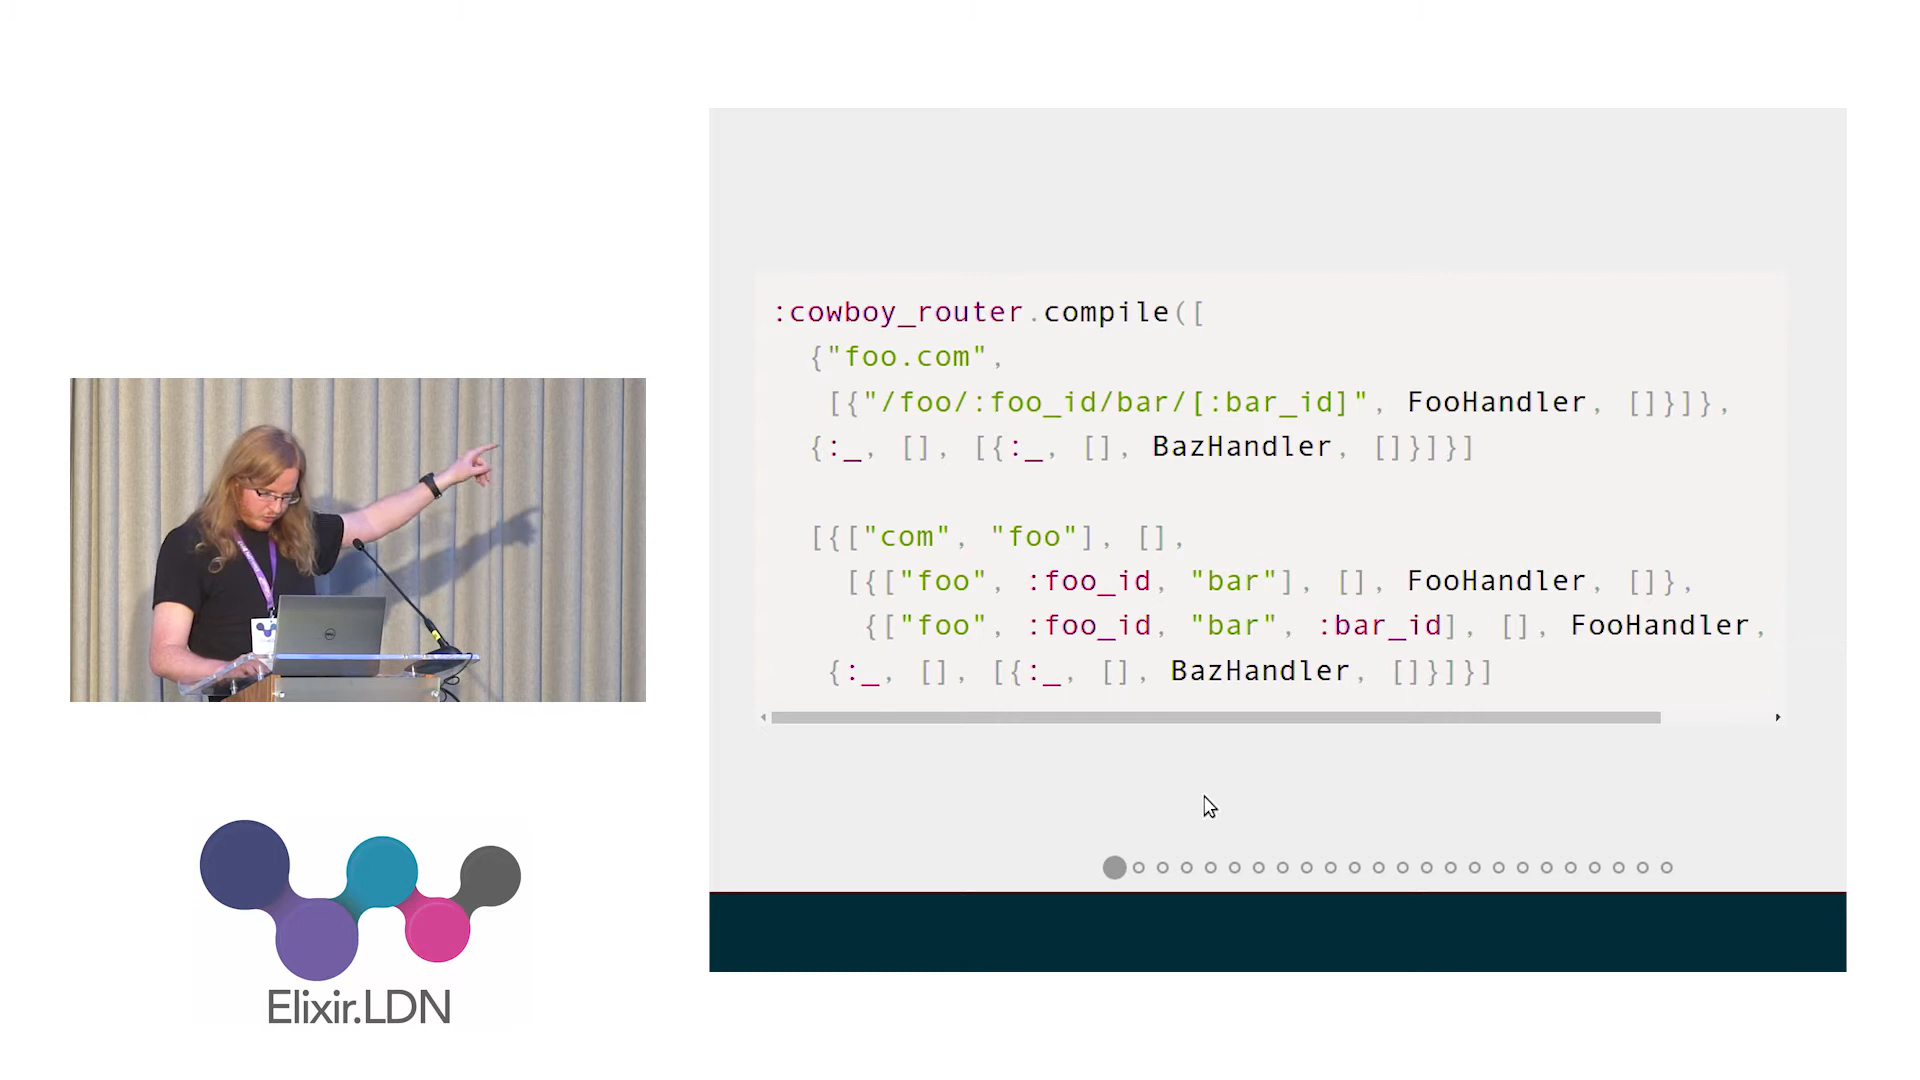 :cowboy_router.compile([
{"foo.com",
[{"/foo/:foo_id/bar/[:bar_id]", FooHandler, []}]},
{:_, [], [{:_, [], BazHandler, []}]}]
[{["com", "foo"], [],
[{["foo", :foo_id, "bar"], [], FooHandler, []},
{["foo", :foo_id, "bar", :bar_id], [], FooHandler,
{:_, [], [{:_, [], BazHandler, []}]}]
Elixir.LDN